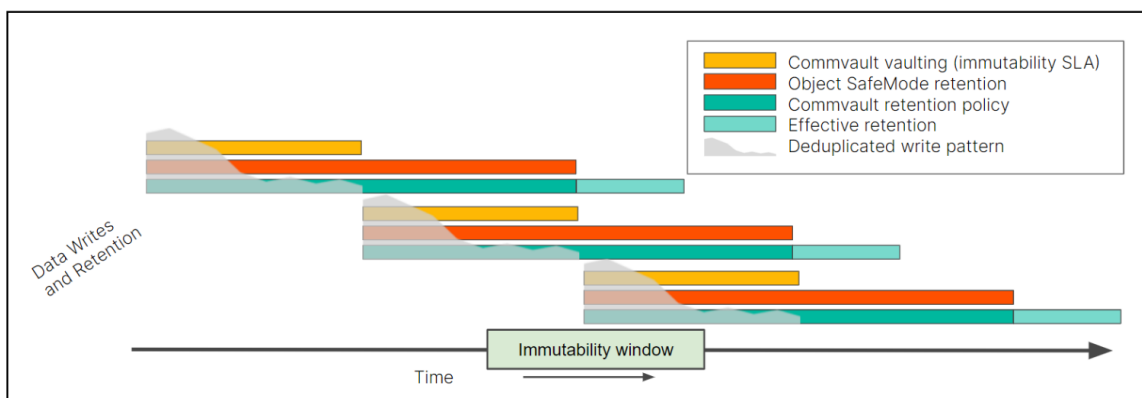 Commvault vaulting (immutability SLA)
Object SafeMode retention
Commvault retention policy
Effective retention
Deduplicated write pattern
Data Writes
and Retention
Immutability window
Time